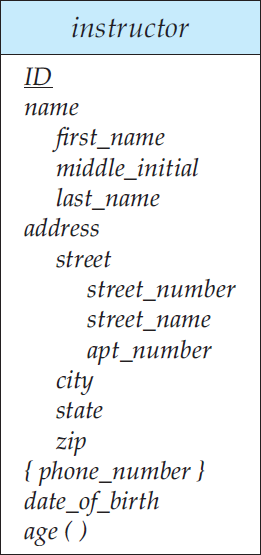 instructor
ID
name
first_name
middle_initial
last_name
address
street
street_number
street_name
apt_number
city
state
zip
{ phone_number }
date_of_birth
age ( )